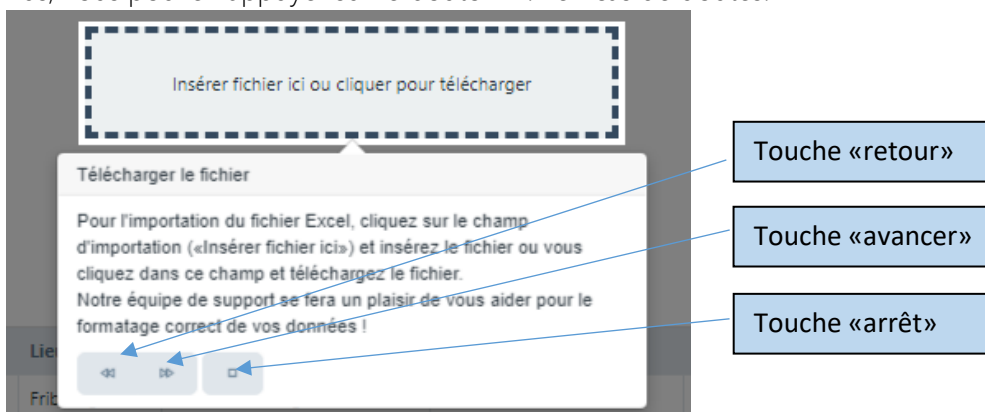 Insérer fichier ici ou cliquer pour télécharger
Télécharger le fichier
Pour l'importation du fichier Excel, cliquez sur le champ
d'importation («Insérer fichier ici») et insérez le fichier ou vous
cliquez dans ce champ et téléchargez le fichier.
Notre équipe de support se fera un plaisir de vous aider pour le
formatage correct de vos données !
Touche «retour»
Touche «avancer»
Touche «arrêt»